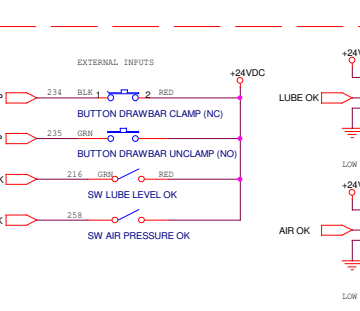 EXTERNAL INPUTS
+24VDC
234 BLK 1 2 RED
BUTTON DRAWBAR CLAMP (NC)
235 GRN
BUTTON DRAWBAR UNCLAMP (NO)
216 GRN RED
SW LUBE LEVEL OK
258
SW AIR PRESSURE OK
+24V
LUBE OK
LOW
+24V
AIR OK
LOW